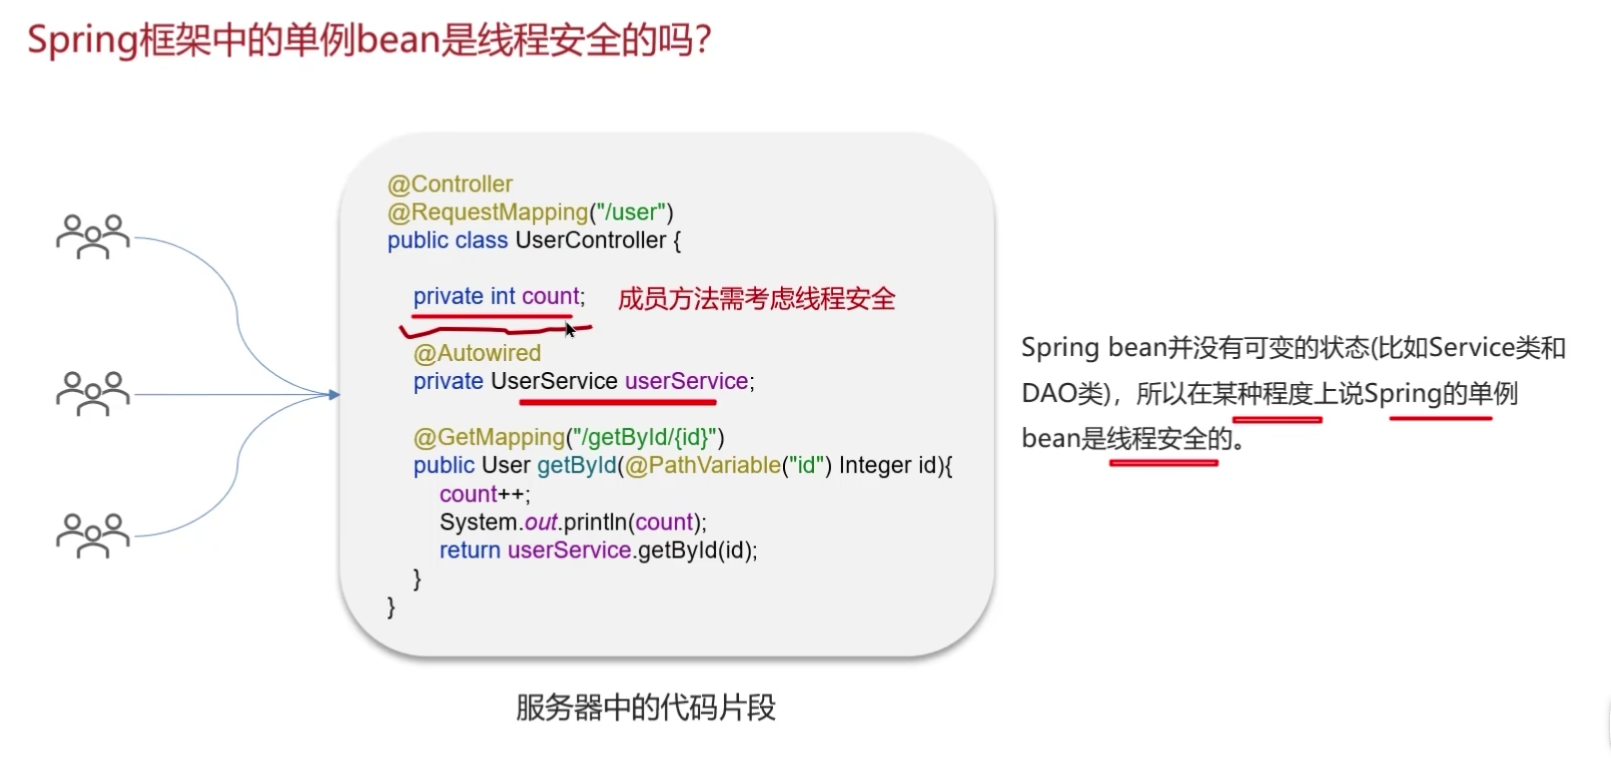 Spring框架中的单例bean是线程安全的吗？
@Controller
@RequestMapping("/user")
public class UserController {
private int count; 成员方法需考虑线程安全
@Autowired
private UserService userService;
@GetMapping("/getById/{id}")
public User getById(@PathVariable("id") Integer id){
count++;
System.out.println(count);
return userService.getById(id);
}
}
Spring bean并没有可变的状态(比如Service类和
DAO类)，所以在某种程度上说Spring的单例
bean是线程安全的。
服务器中的代码片段